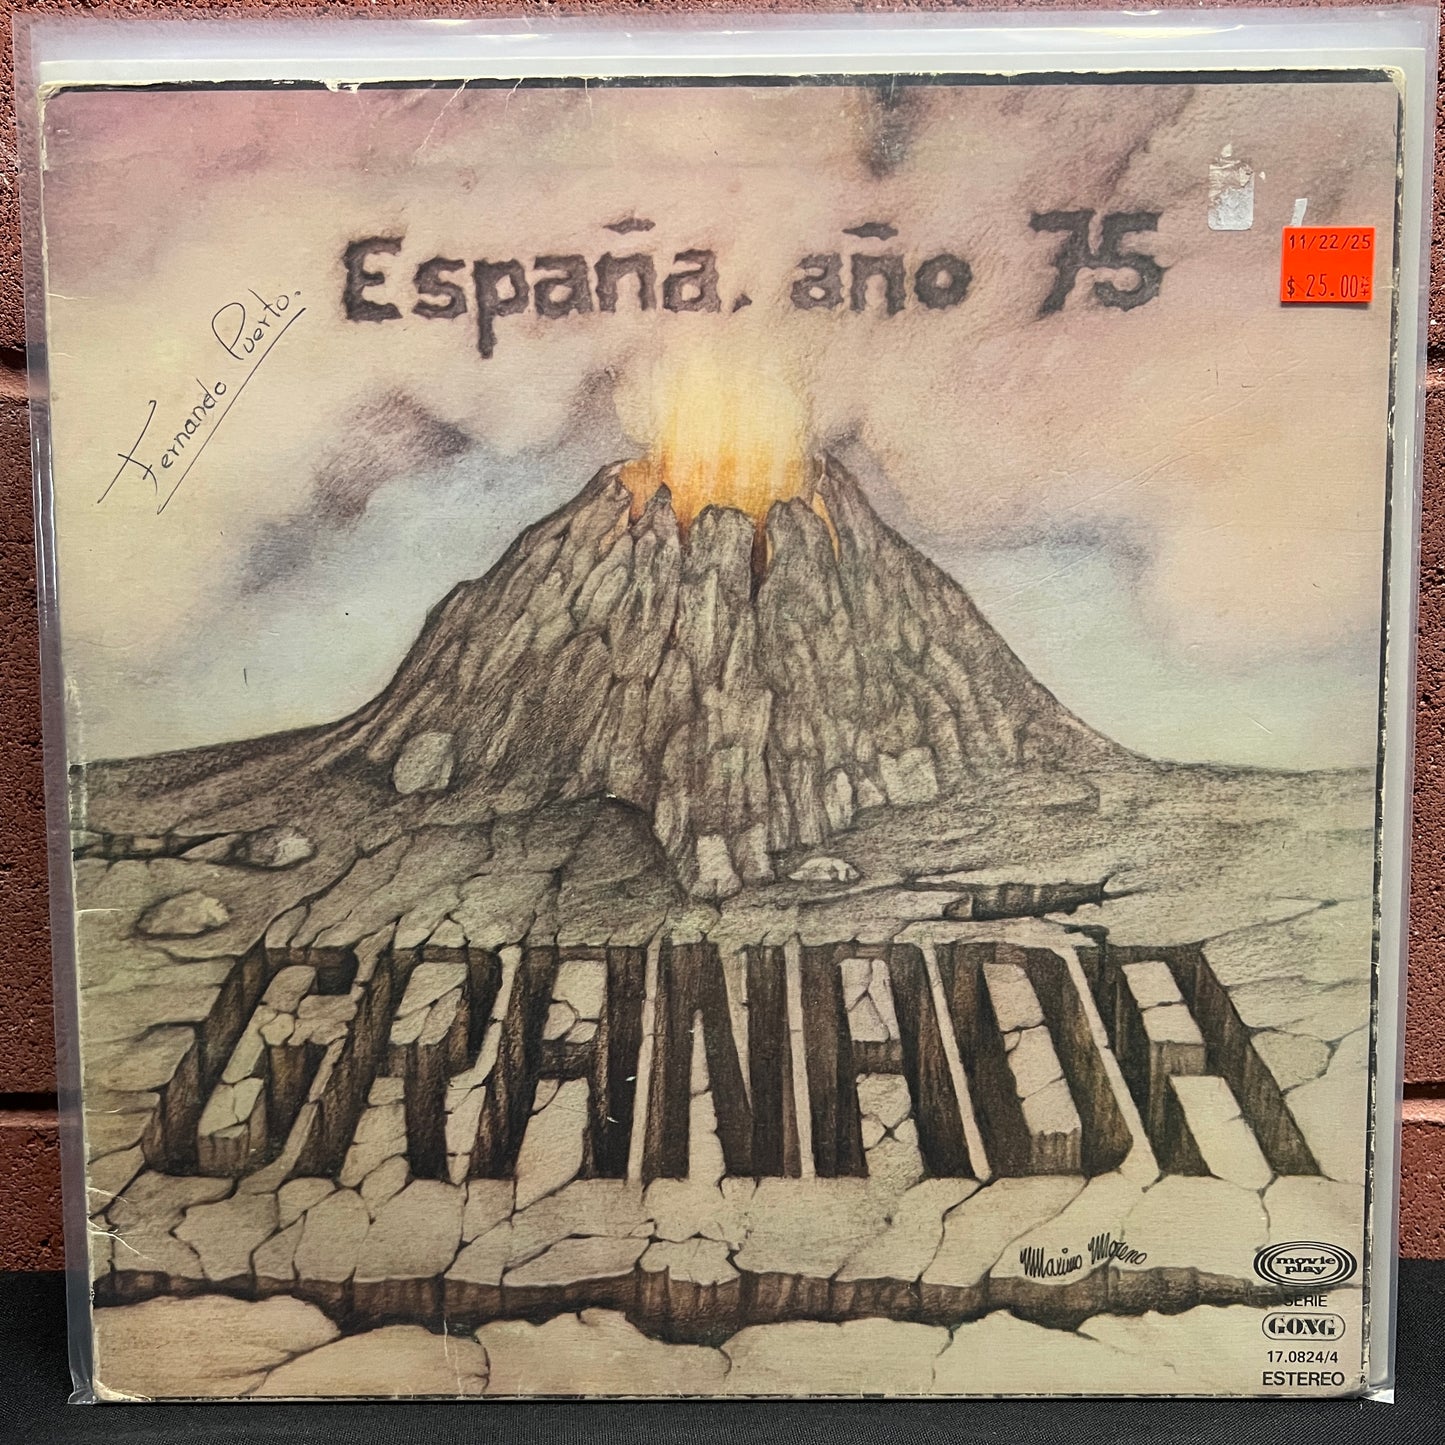 España, año 75
11/22/25
$ 25.00
Fernando Puerto.
GRANADA
Maximo Moreno
movie
play
SERIE
GONG
17.0824/4
ESTEREO